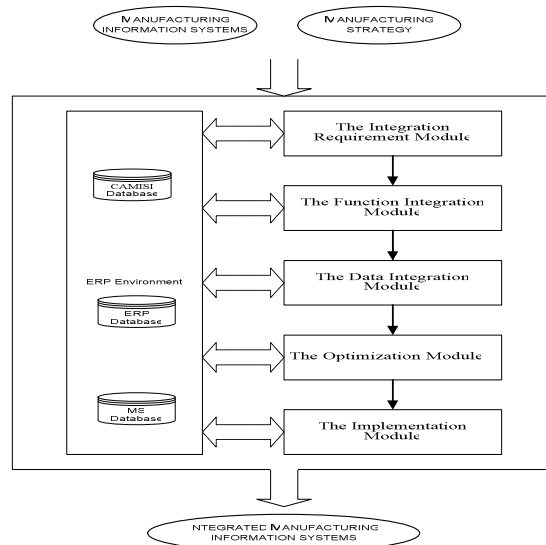 MANUFACTURING
INFORMATION SYSTEMS
MANUFACTURING
STRATEGY
The Integration
Requirement Module
CAMISI
Database
The Function Integration
Module
ERP Environment
The Data Integration
Module
ERP
Database
The Optimization Module
MS
Database
The Implementation
Module
NTEGRATED MANUFACTURING
INFORMATION SYSTEMS